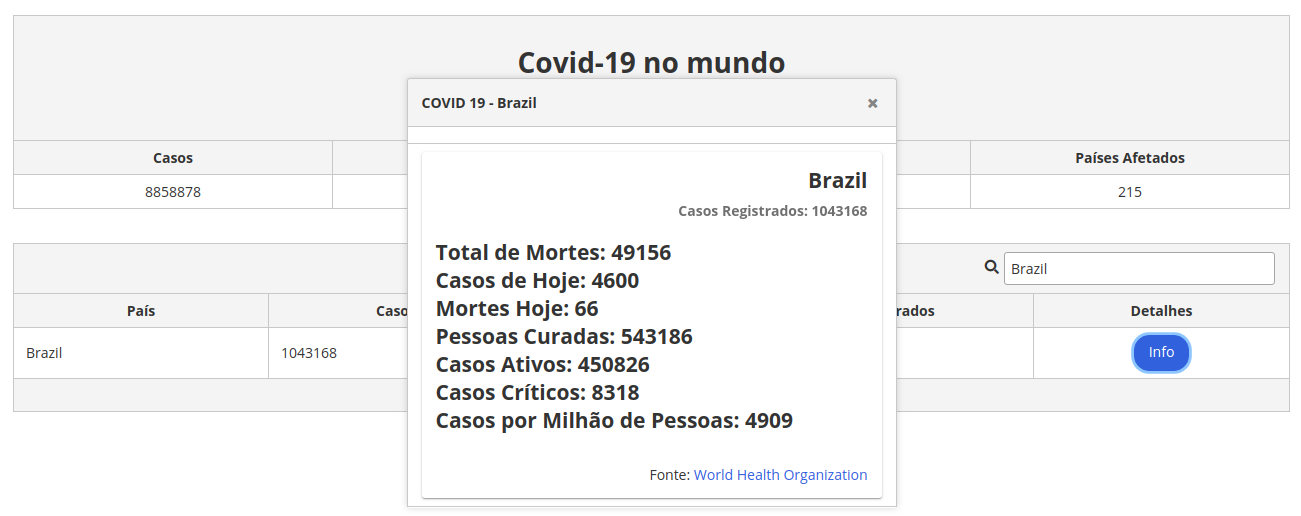 Covid-19 no mundo
COVID 19 - Brazil
×
Casos
Países Afetados
8858878
215
Brazil
Casos Registrados: 1043168
Total de Mortes: 49156
Casos de Hoje: 4600
Mortes Hoje: 66
Pessoas Curadas: 543186
Casos Ativos: 450826
Casos Críticos: 8318
Casos por Milhão de Pessoas: 4909
Fonte: World Health Organization
Brazil
País
Caso
rados
Detalhes
Brazil
1043168
Info